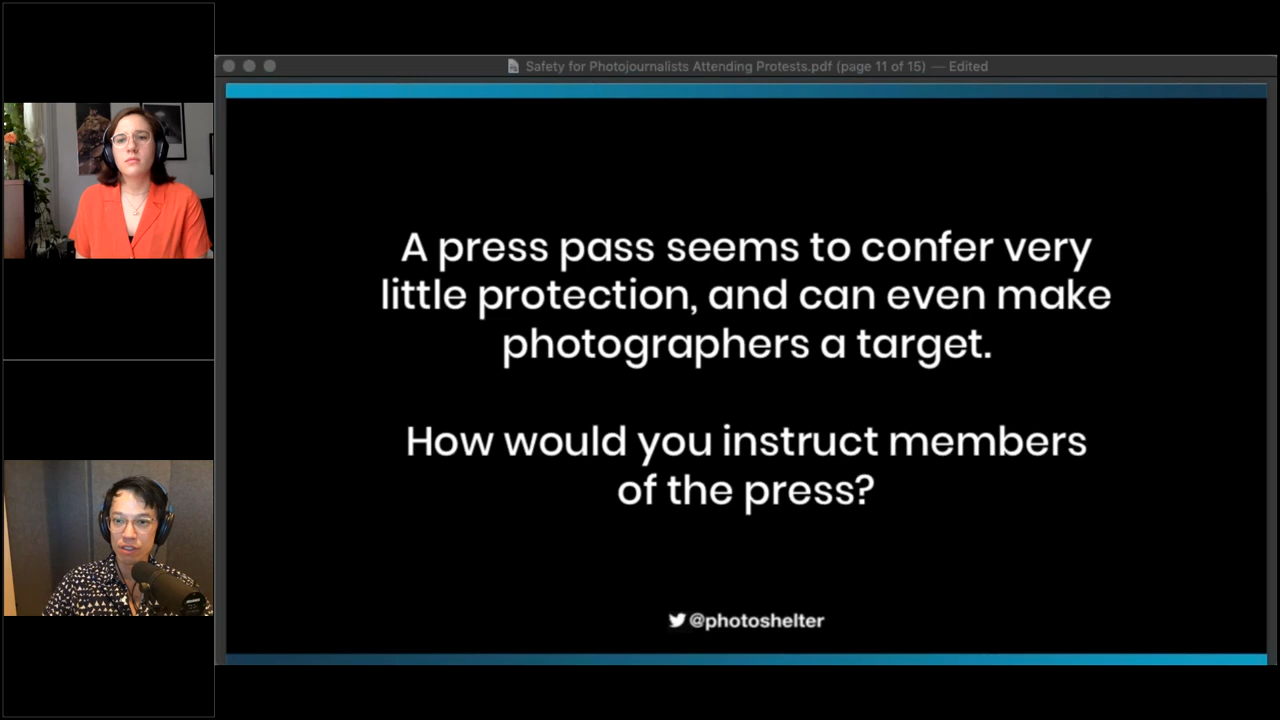 Safety for Photojournalists Attending Protests.pdf (page 11 of 15) — Edited
A press pass seems to confer very
little protection, and can even make
photographers a target.
How would you instruct members
of the press?
@photoshelter